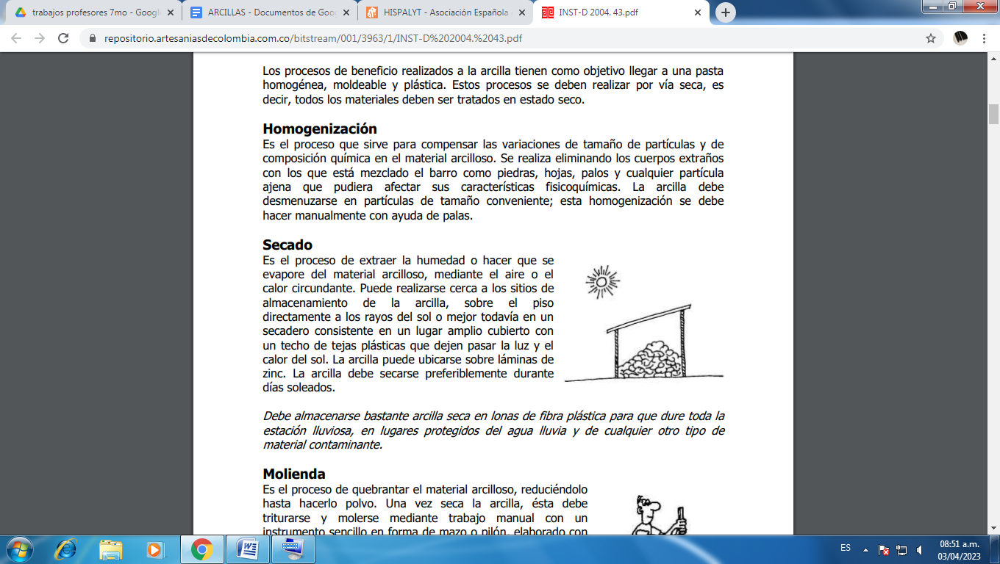 trabajos profesores 7mo - Googl
ARCILLAS - Documentos de Goo
HISPALYT - Asociación Española
INST-D 2004. 43.pdf
repositorio.artesaniasdecolombia.com.co/bitstream/001/3963/1/INST-D%202004.%2043.pdf
Los procesos de beneficio realizados a la arcilla tienen como objetivo llegar a una pasta
homogénea, moldeable y plástica. Estos procesos se deben realizar por vía seca, es
decir, todos los materiales deben ser tratados en estado seco.
Homogenización
Es el proceso que sirve para compensar las variaciones de tamaño de partículas y de
composición química en el material arcilloso. Se realiza eliminando los cuerpos extraños
con los que está mezclado el barro como piedras, hojas, palos y cualquier partícula
ajena que pudiera afectar sus características fisicoquímicas. La arcilla debe
desmenuzarse en partículas de tamaño conveniente; esta homogenización se debe
hacer manualmente con ayuda de palas.
Secado
Es el proceso de extraer la humedad o hacer que se
evapore del material arcilloso, mediante el aire o el
calor circundante. Puede realizarse cerca a los sitios de
almacenamiento de la arcilla, sobre el piso
directamente a los rayos del sol o mejor todavía en un
secadero consistente en un lugar amplio cubierto con
un techo de tejas plásticas que dejen pasar la luz y el
calor del sol. La arcilla puede ubicarse sobre láminas de
zinc. La arcilla debe secarse preferiblemente durante
días soleados.
Debe almacenarse bastante arcilla seca en lonas de fibra plástica para que dure toda la
estación lluviosa, en lugares protegidos del agua lluvia y de cualquier otro tipo de
material contaminante.
Molienda
Es el proceso de quebrantar el material arcilloso, reduciéndolo
hasta hacerlo polvo. Una vez seca la arcilla, ésta debe
triturarse y molerse mediante trabajo manual con un
instrumento sencillo en forma de mazo o pilón, elaborado con
ES
08:51 a.m.
03/04/2023